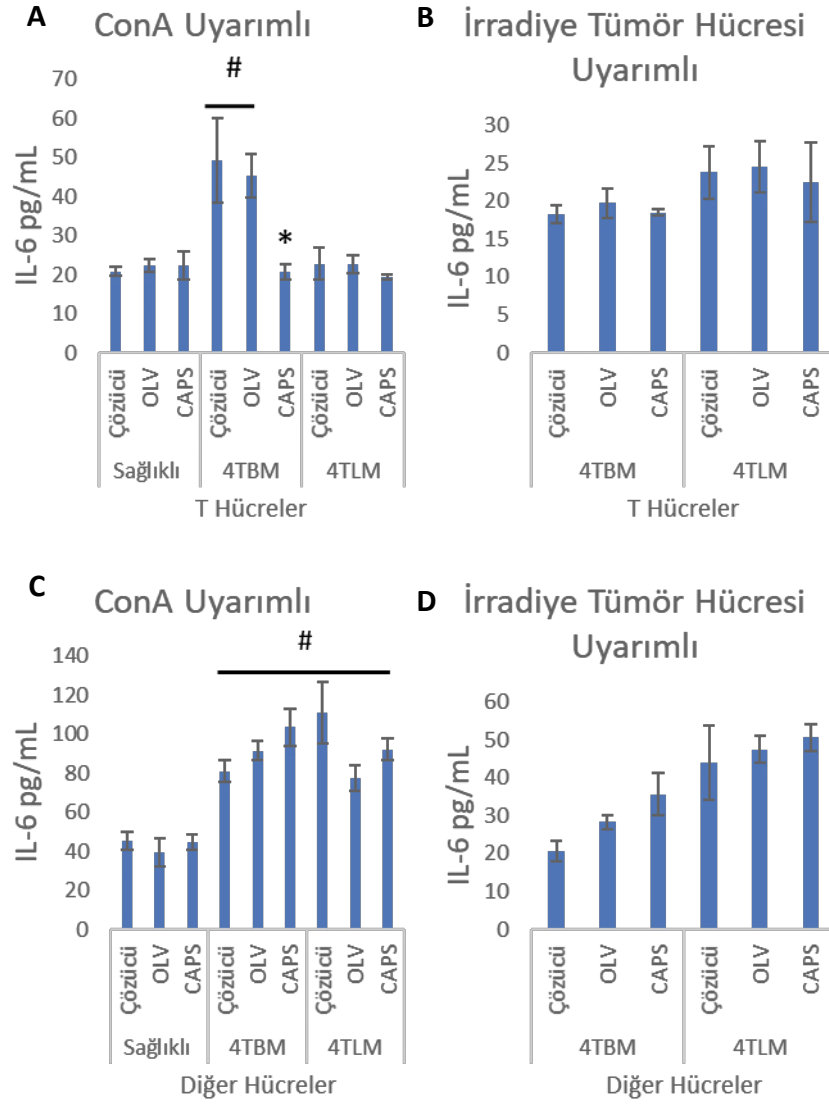 A
ConA Uyarımlı
#
70
60
50
40
30
20
10
0
IL-6 pg/mL
*
Çözücü
OLV
CAPS
Çözücü
OLV
CAPS
Çözücü
OLV
CAPS
Sağlıklı
4TBM
4TLM
T Hücreler
B
İrradiye Tümör Hücresi
Uyarımlı
30
25
20
15
10
5
0
IL-6 pg/mL
Çözücü
OLV
CAPS
Çözücü
OLV
CAPS
4TBM
4TLM
T Hücreler
C
ConA Uyarımlı
#
140
120
100
80
60
40
20
0
IL-6 pg/mL
Çözücü
OLV
CAPS
Çözücü
OLV
CAPS
Çözücü
OLV
CAPS
Sağlıklı
4TBM
4TLM
Diğer Hücreler
D
İrradiye Tümör Hücresi
Uyarımlı
60
50
40
30
20
10
0
IL-6 pg/mL
Çözücü
OLV
CAPS
Çözücü
OLV
CAPS
4TBM
4TLM
Diğer Hücreler